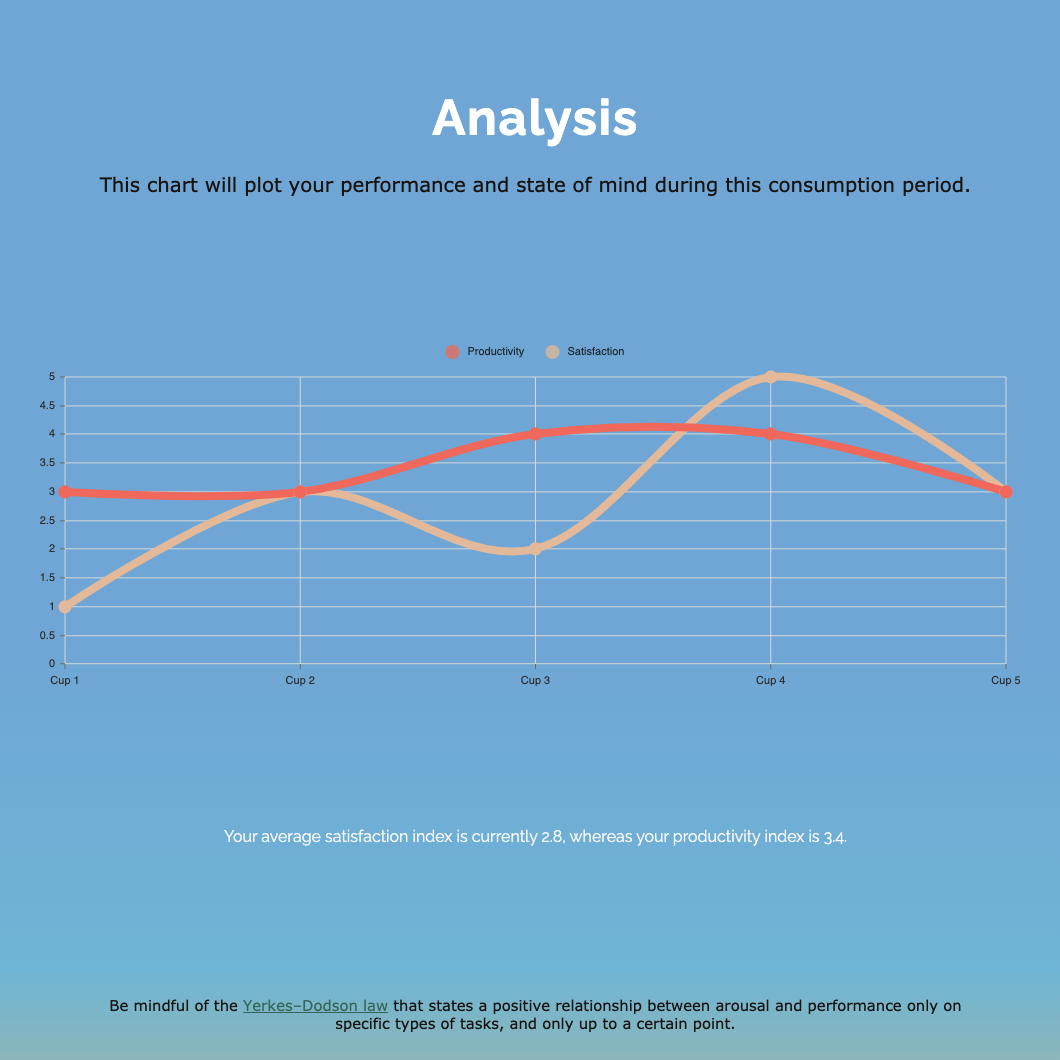 Analysis
This chart will plot your performance and state of mind during this consumption period.
Productivity Satisfaction
5
4.5
4
3.5
3
2.5
2
1.5
1
0.5
0
Cup 1 Cup 2 Cup 3 Cup 4 Cup 5
Your average satisfaction index is currently 2.8, whereas your productivity index is 3.4.
Be mindful of the Yerkes–Dodson law that states a positive relationship between arousal and performance only on
specific types of tasks, and only up to a certain point.